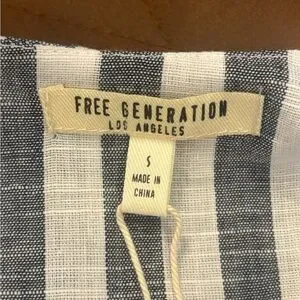 FREE GENERATION
LOS ANGELES
S
MADE IN
CHINA